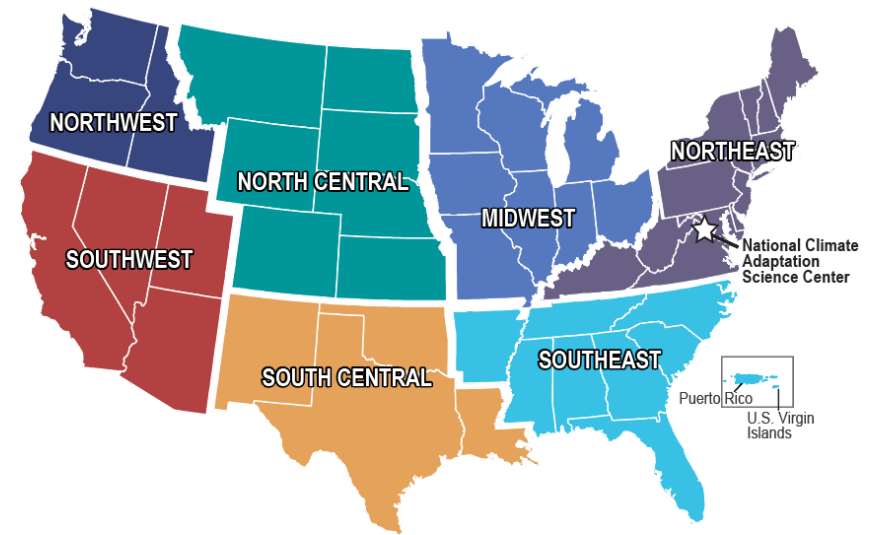 NORTHWEST
NORTH CENTRAL
MIDWEST
NORTHEAST
SOUTHWEST
National Climate
Adaptation
Science Center
SOUTH CENTRAL
SOUTHEAST
Puerto Rico
U.S. Virgin
Islands